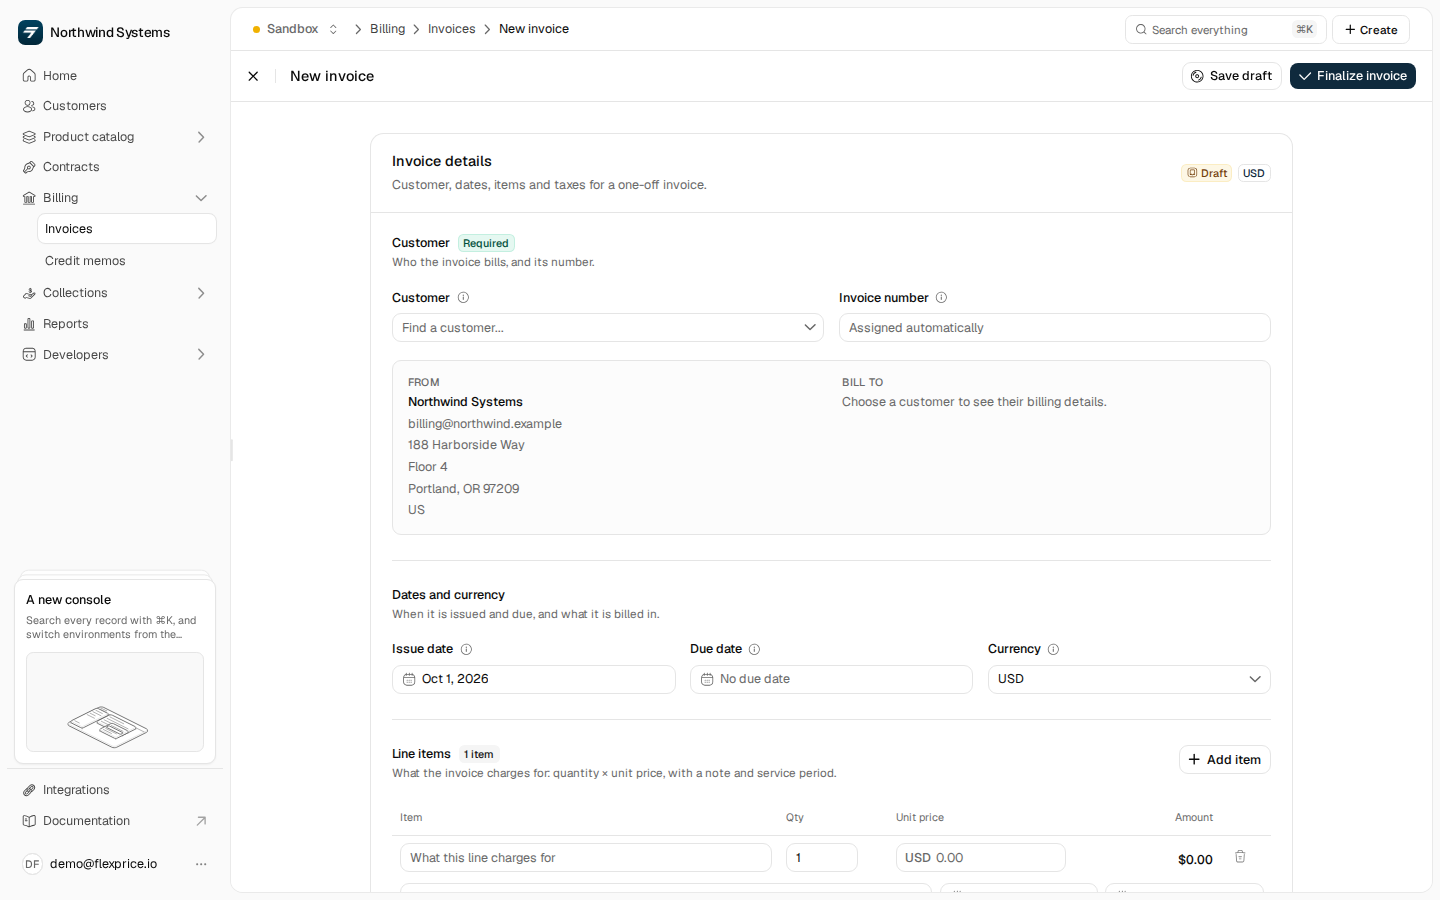 Northwind Systems
Home
Customers
Product catalog
Contracts
Billing
Invoices
Credit memos
Collections
Reports
Developers
A new console
Search every record with ⌘K, and
switch environments from the...
Integrations
Documentation
DF demo@flexprice.io
Sandbox Billing Invoices New invoice
Search everything ⌘K
Create
New invoice
Save draft
Finalize invoice
Invoice details
Customer, dates, items and taxes for a one-off invoice.
Draft USD
Customer Required
Who the invoice bills, and its number.
Customer
Find a customer...
Invoice number
Assigned automatically
FROM
Northwind Systems
billing@northwind.example
188 Harborside Way
Floor 4
Portland, OR 97209
US
BILL TO
Choose a customer to see their billing details.
Dates and currency
When it is issued and due, and what it is billed in.
Issue date
Oct 1, 2026
Due date
No due date
Currency
USD
Line items 1 item
What the invoice charges for: quantity × unit price, with a note and service period.
Add item
Item Qty Unit price Amount
What this line charges for 1 USD 0.00 $0.00